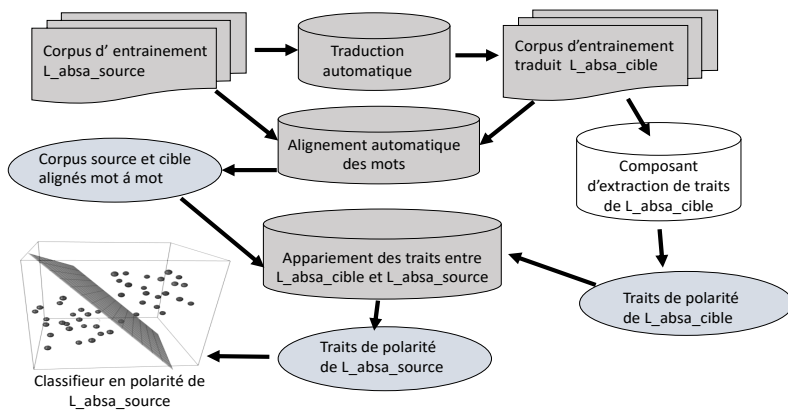 Corpus d' entrainement
L_absa_source
Traduction
automatique
Corpus d'entrainement
traduit L_absa_cible
Alignement automatique
des mots
Corpus source et cible
alignés mot á mot
Composant
d'extraction de traits
de L_absa_cible
Appariement des traits entre
L_absa_cible et L_absa_source
Traits de polarité
de L_absa_cible
Traits de polarité
de L_absa_source
Classifieur en polarité de
L_absa_source